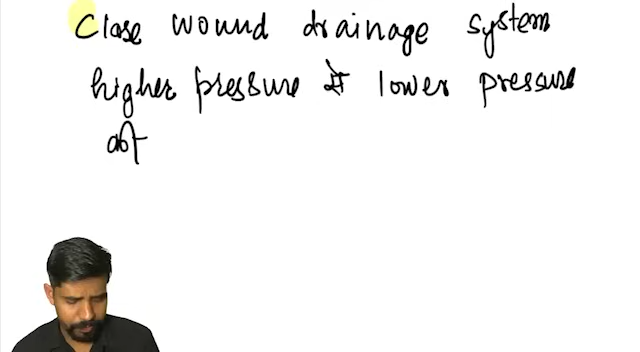 Close wound drainage system
higher pressure से lower pressure
की